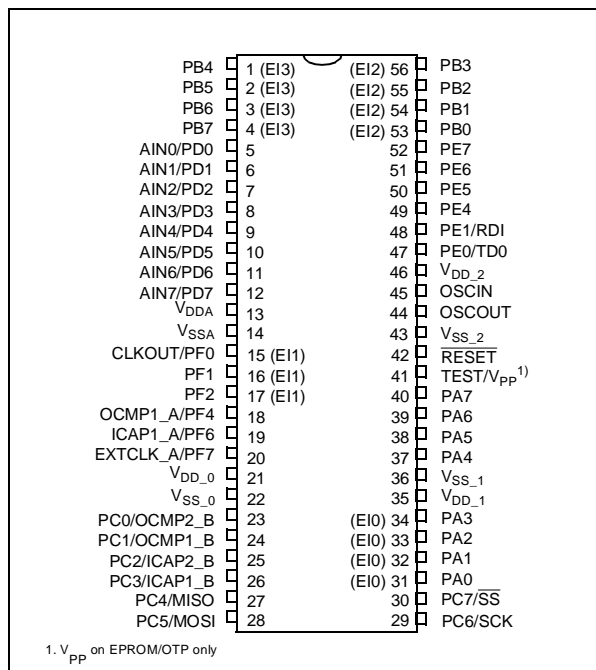 PB4 1 (EI3) (EI2) 56 PB3
PB5 2 (EI3) (EI2) 55 PB2
PB6 3 (EI3) (EI2) 54 PB1
PB7 4 (EI3) (EI2) 53 PB0
AIN0/PD0 5 52 PE7
AIN1/PD1 6 51 PE6
AIN2/PD2 7 50 PE5
AIN3/PD3 8 49 PE4
AIN4/PD4 9 48 PE1/RDI
AIN5/PD5 10 47 PE0/TD0
AIN6/PD6 11 46 VDD_2
AIN7/PD7 12 45 OSCIN
VDDA 13 44 OSCOUT
VSSA 14 43 VSS_2
CLKOUT/PF0 15 (EI1) 42 RESET
PF1 16 (EI1) 41 TEST/VPP1)
PF2 17 (EI1) 40 PA7
OCMP1_A/PF4 18 39 PA6
ICAP1_A/PF6 19 38 PA5
EXTCLK_A/PF7 20 37 PA4
VDD_0 21 36 VSS_1
VSS_0 22 35 VDD_1
PC0/OCMP2_B 23 (EI0) 34 PA3
PC1/OCMP1_B 24 (EI0) 33 PA2
PC2/ICAP2_B 25 (EI0) 32 PA1
PC3/ICAP1_B 26 (EI0) 31 PA0
PC4/MISO 27 30 PC7/SS
PC5/MOSI 28 29 PC6/SCK
1. VPP on EPROM/OTP only